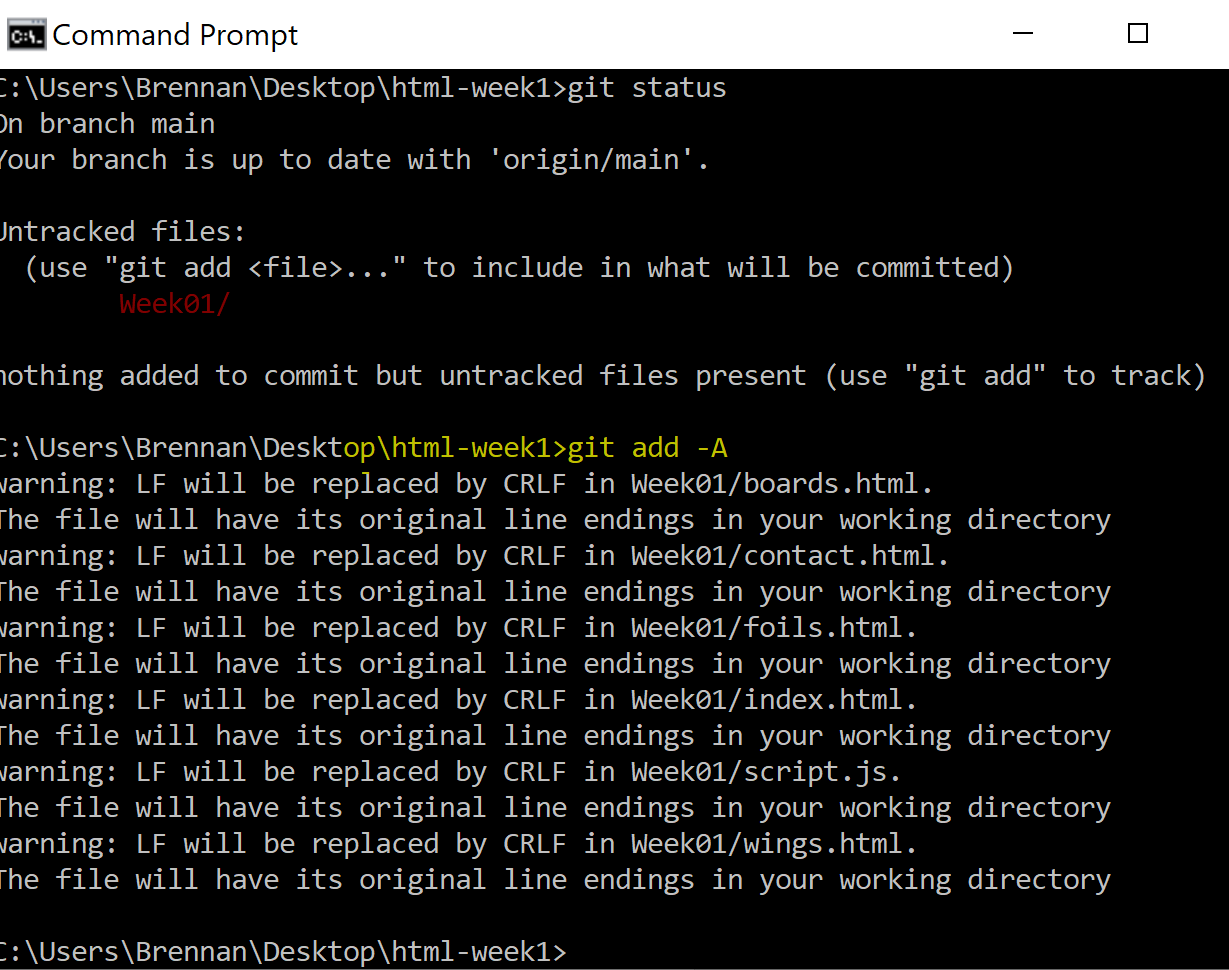 Command Prompt
C:\Users\Brennan\Desktop\html-week1>git status
On branch main
Your branch is up to date with 'origin/main'.
Untracked files:
(use "git add <file>..." to include in what will be committed)
Week01/
nothing added to commit but untracked files present (use "git add" to track)
C:\Users\Brennan\Desktop\html-week1>git add -A
warning: LF will be replaced by CRLF in Week01/boards.html.
The file will have its original line endings in your working directory
warning: LF will be replaced by CRLF in Week01/contact.html.
The file will have its original line endings in your working directory
warning: LF will be replaced by CRLF in Week01/foils.html.
The file will have its original line endings in your working directory
warning: LF will be replaced by CRLF in Week01/index.html.
The file will have its original line endings in your working directory
warning: LF will be replaced by CRLF in Week01/script.js.
The file will have its original line endings in your working directory
warning: LF will be replaced by CRLF in Week01/wings.html.
The file will have its original line endings in your working directory
C:\Users\Brennan\Desktop\html-week1>